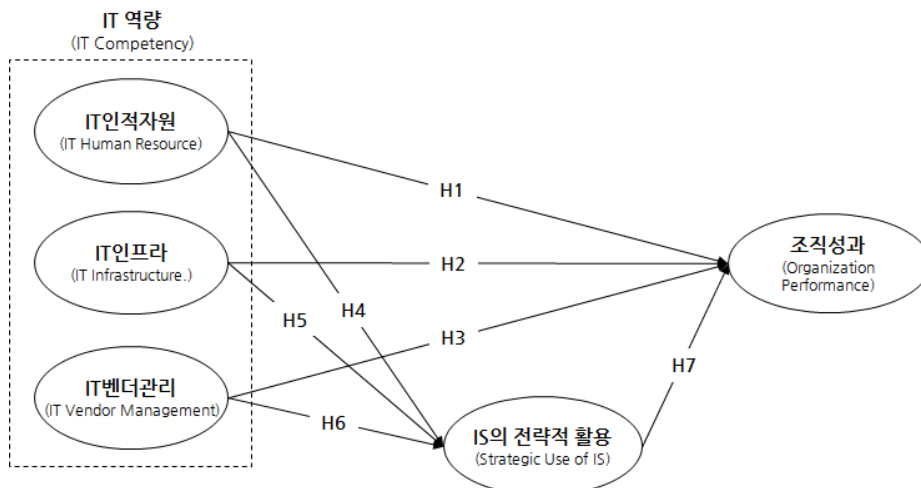 IT 역량
(IT Competency)
IT인적자원
(IT Human Resource)
H1
IT인프라
(IT Infrastructure.)
H2
조직성과
(Organization
Performance)
H5
H4
H3
H7
IT벤더관리
(IT Vendor Management)
H6
IS의 전략적 활용
(Strategic Use of IS)